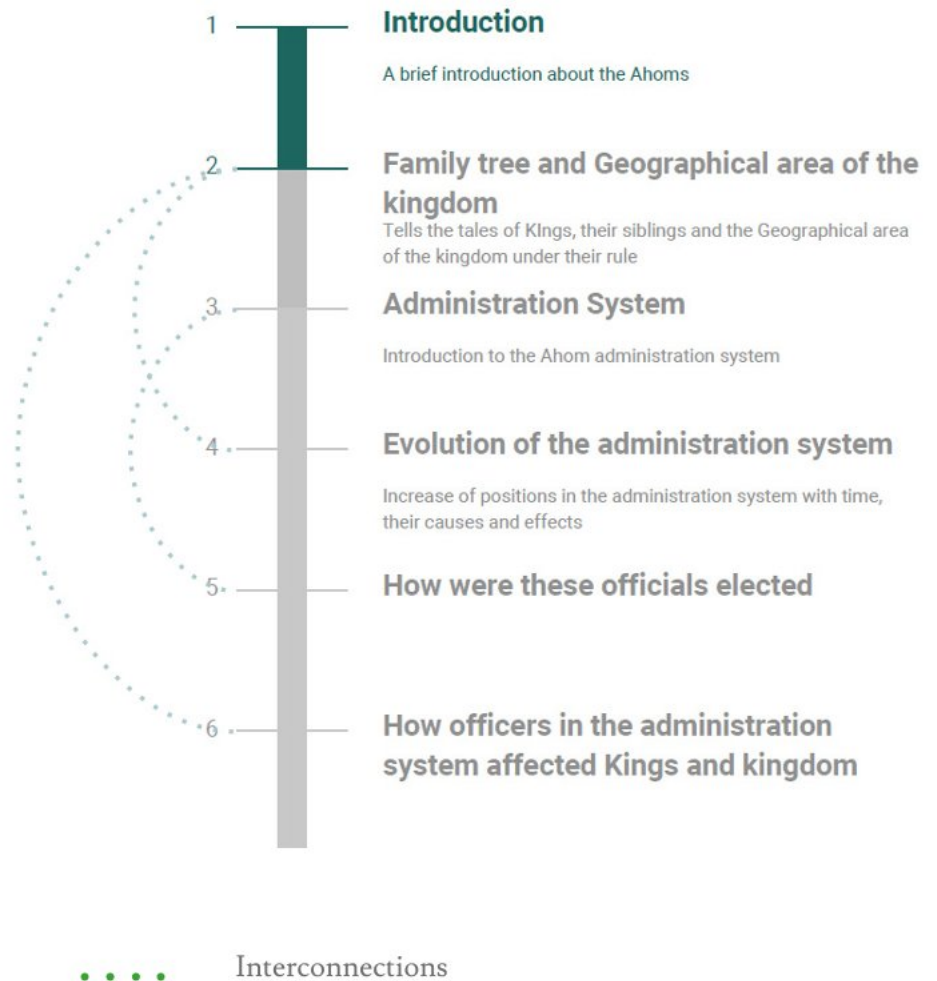 1
Introduction
A brief introduction about the Ahoms
2
Family tree and Geographical area of the
kingdom
Tells the tales of KIngs, their siblings and the Geographical area
of the kingdom under their rule
3
Administration System
Introduction to the Ahom administration system
4
Evolution of the administration system
Increase of positions in the administration system with time,
their causes and effects
5
How were these officials elected
6
How officers in the administration
system affected Kings and kingdom
Interconnections